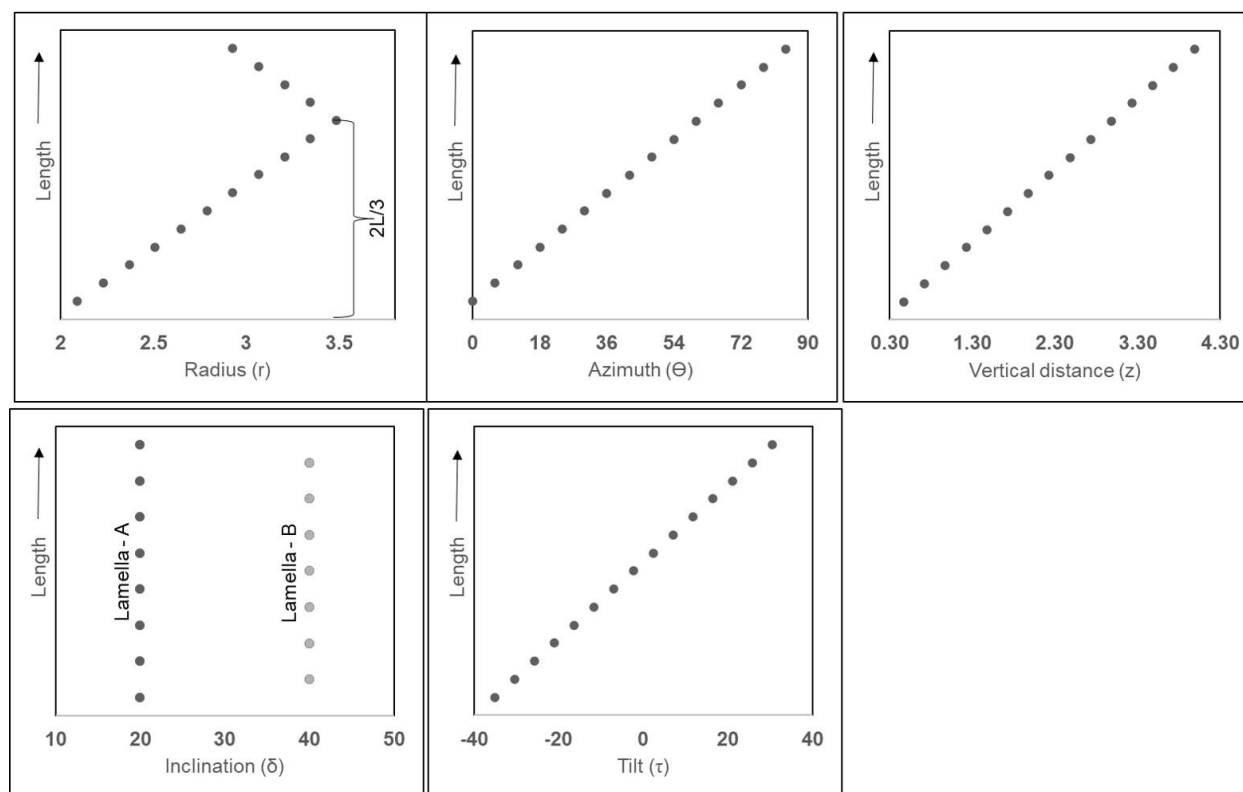 Length
2L/3
2 2.5 3 3.5
Radius (r)
Length
0 18 36 54 72 90
Azimuth (Ɵ)
Length
0.30 1.30 2.30 3.30 4.30
Vertical distance (z)
Length
Lamella - A
Lamella - B
10 20 30 40 50
Inclination (δ)
Length
-40 -20 0 20 40
Tilt (τ)